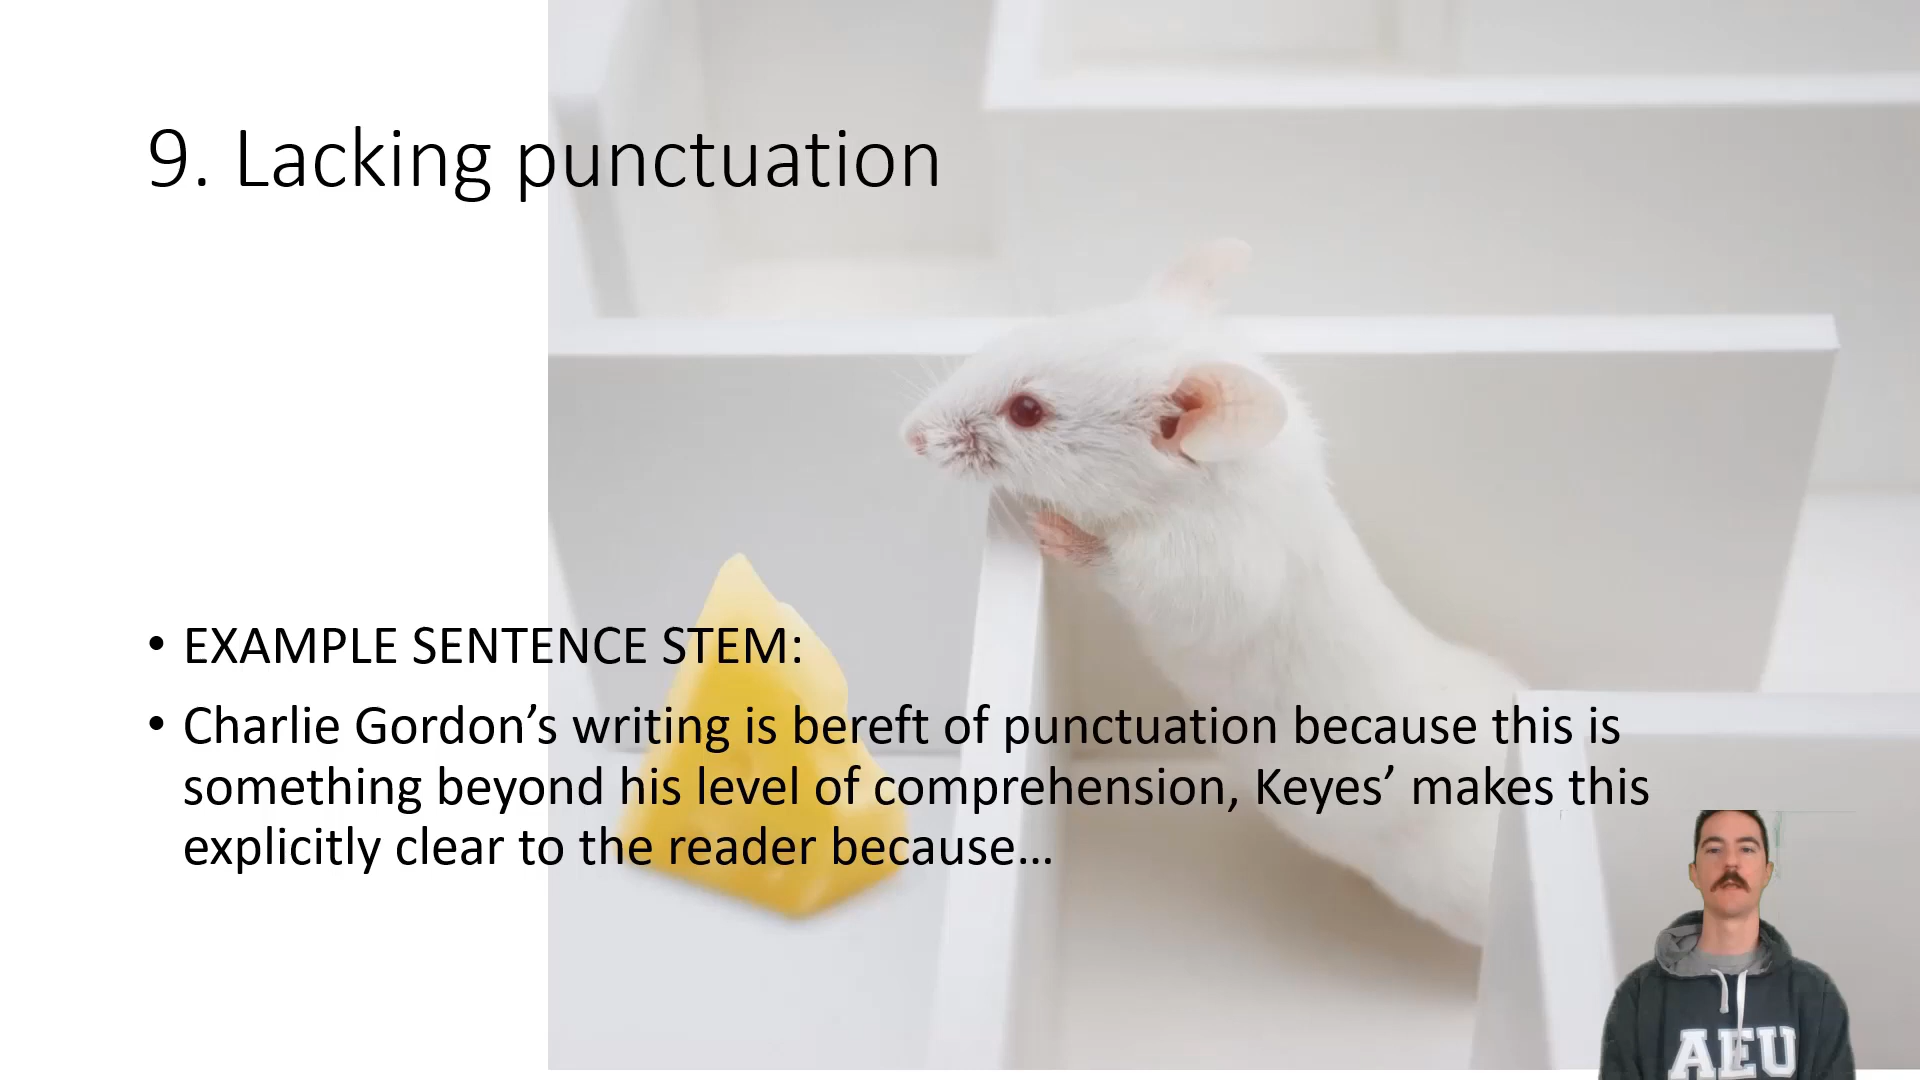 9. Lacking punctuation
• EXAMPLE SENTENCE STEM:
• Charlie Gordon’s writing is bereft of punctuation because this is
something beyond his level of comprehension, Keyes’ makes this
explicitly clear to the reader because…
AEU